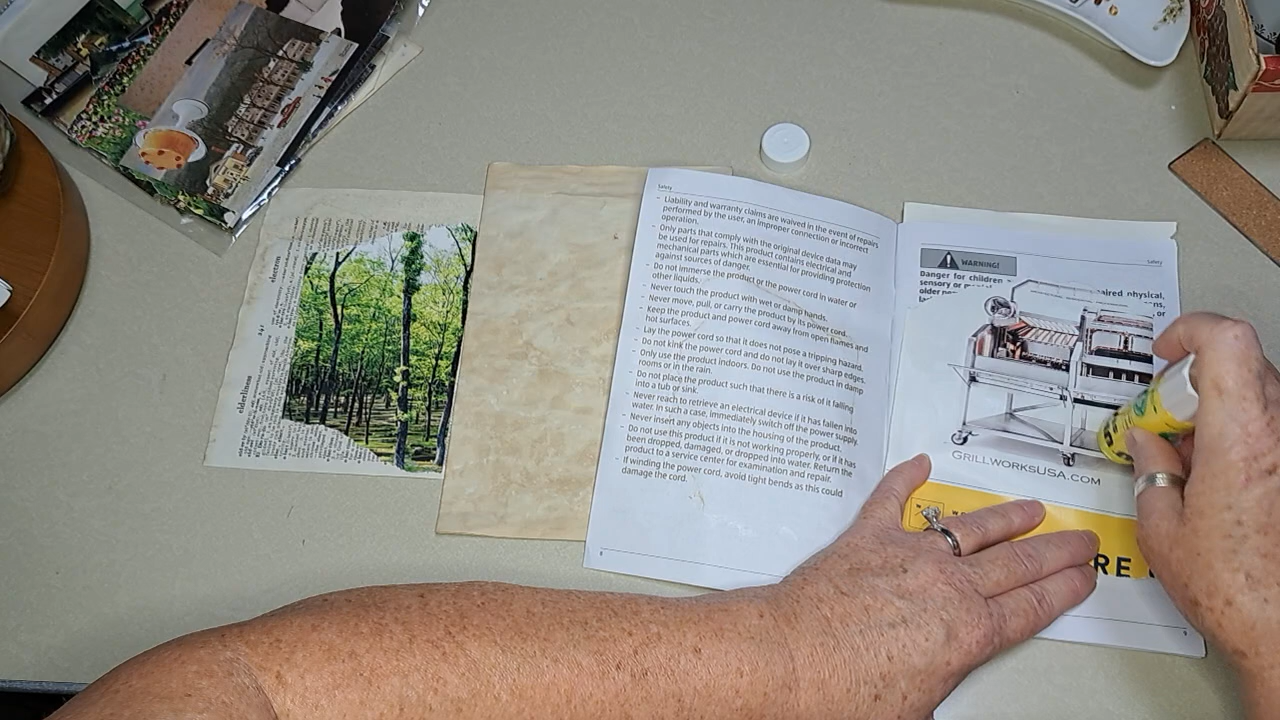 Safety
- Liability and warranty claims are waived in the event of repairs
performed by the user, an improper connection or incorrect
operation.
- Only parts that comply with the original device data may
be used for repairs. This product contains electrical and
mechanical parts which are essential for providing protection
against sources of danger.
- Do not immerse the product or the power cord in water or
other liquids.
- Never touch the product with wet or damp hands.
- Never move, pull, or carry the product by its power cord.
- Keep the product and power cord away from open flames and
hot surfaces.
- Lay the power cord so that it does not pose a tripping hazard.
- Do not kink the power cord and do not lay it over sharp edges.
- Only use the product indoors. Do not use the product in damp
rooms or in the rain.
- Do not place the product such that there is a risk of it falling
into a tub or sink.
- Never reach to retrieve an electrical device if it has fallen into
water. In such a case, immediately switch off the power supply.
- Never insert any objects into the housing of the product.
- Do not use this product if it is not working properly, or if it has
been dropped, damaged, or dropped into water. Return the
product to a service center for examination and repair.
- If winding the power cord, avoid tight bends as this could
damage the cord.
Safety
WARNING!
Danger for children
sensory or
older
GRILLWORKSUSA.COM
RE
electron
241
elderliness